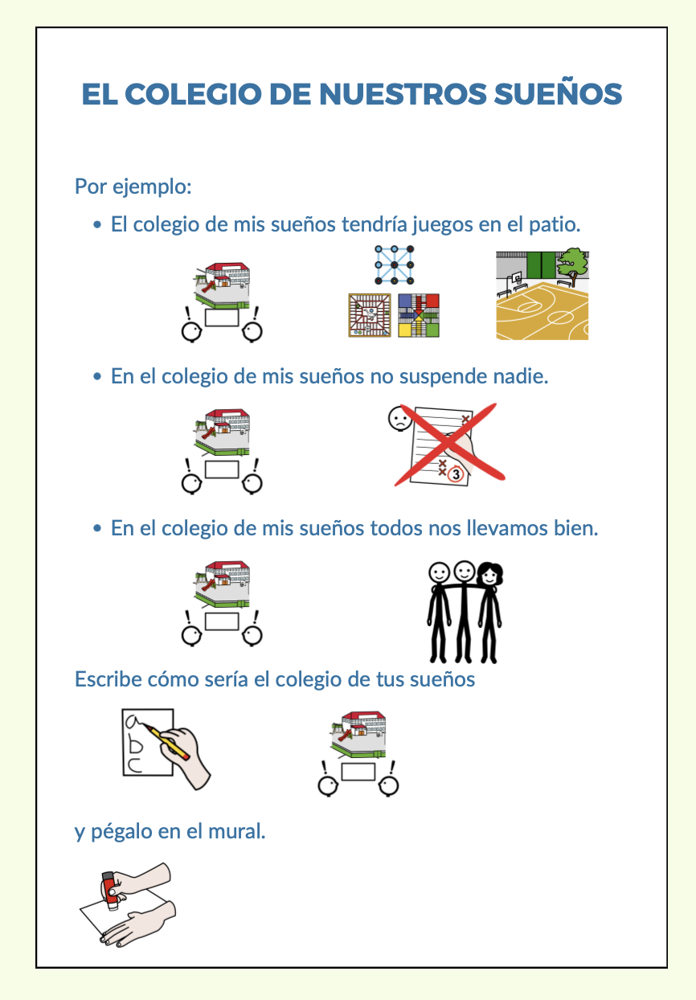 EL COLEGIO DE NUESTROS SUEÑOS
Por ejemplo:
• El colegio de mis sueños tendría juegos en el patio.
• En el colegio de mis sueños no suspende nadie.
3
• En el colegio de mis sueños todos nos llevamos bien.
Escribe cómo sería el colegio de tus sueños
a
b
c
y pégalo en el mural.